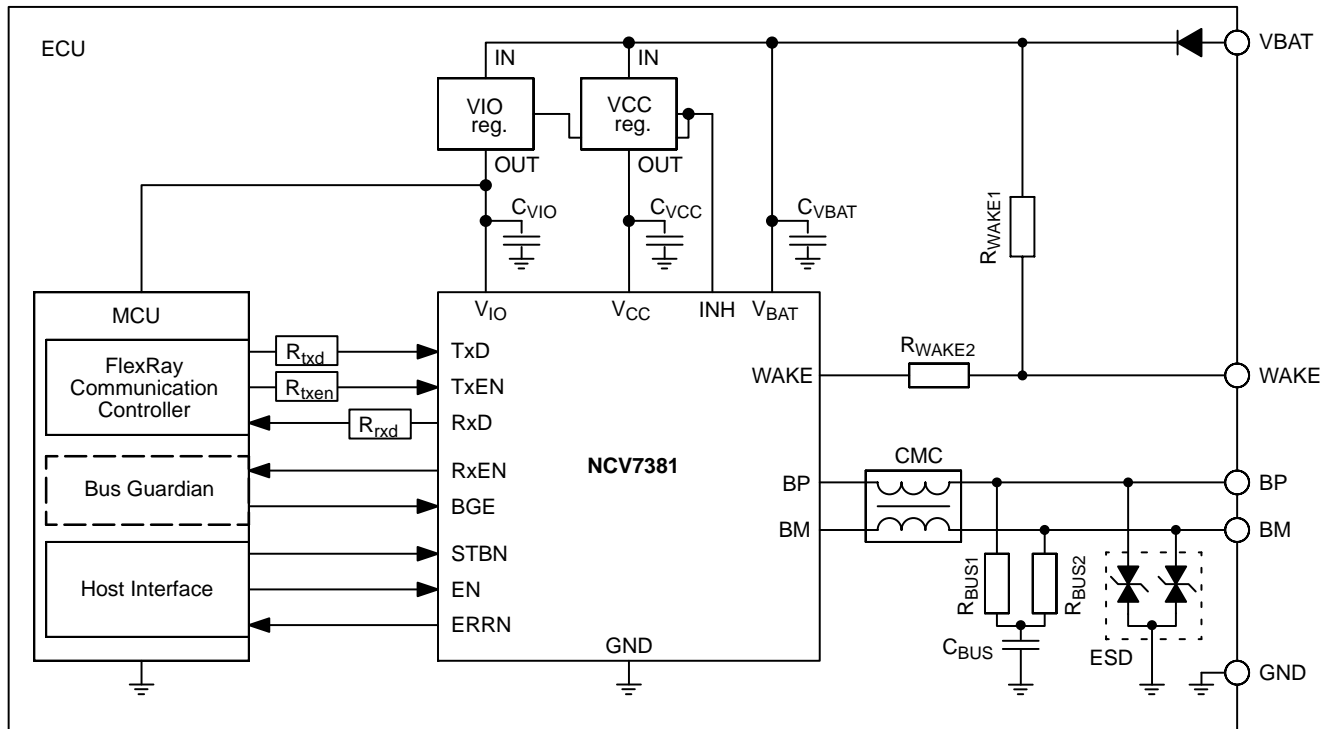 ECU
VBAT
IN
IN
VIO
reg.
VCC
reg.
OUT
OUT
CVIO
CVCC
CVBAT
RWAKE1
MCU
VIO
VCC
INH
VBAT
FlexRay
Communication
Controller
Rtxd
TxD
Rtxen
TxEN
Rrxd
RxD
WAKE
RWAKE2
WAKE
Bus Guardian
RxEN
BGE
NCV7381
CMC
BP
BP
BM
BM
Host Interface
STBN
EN
ERRN
GND
RBUS1
RBUS2
CBUS
ESD
GND